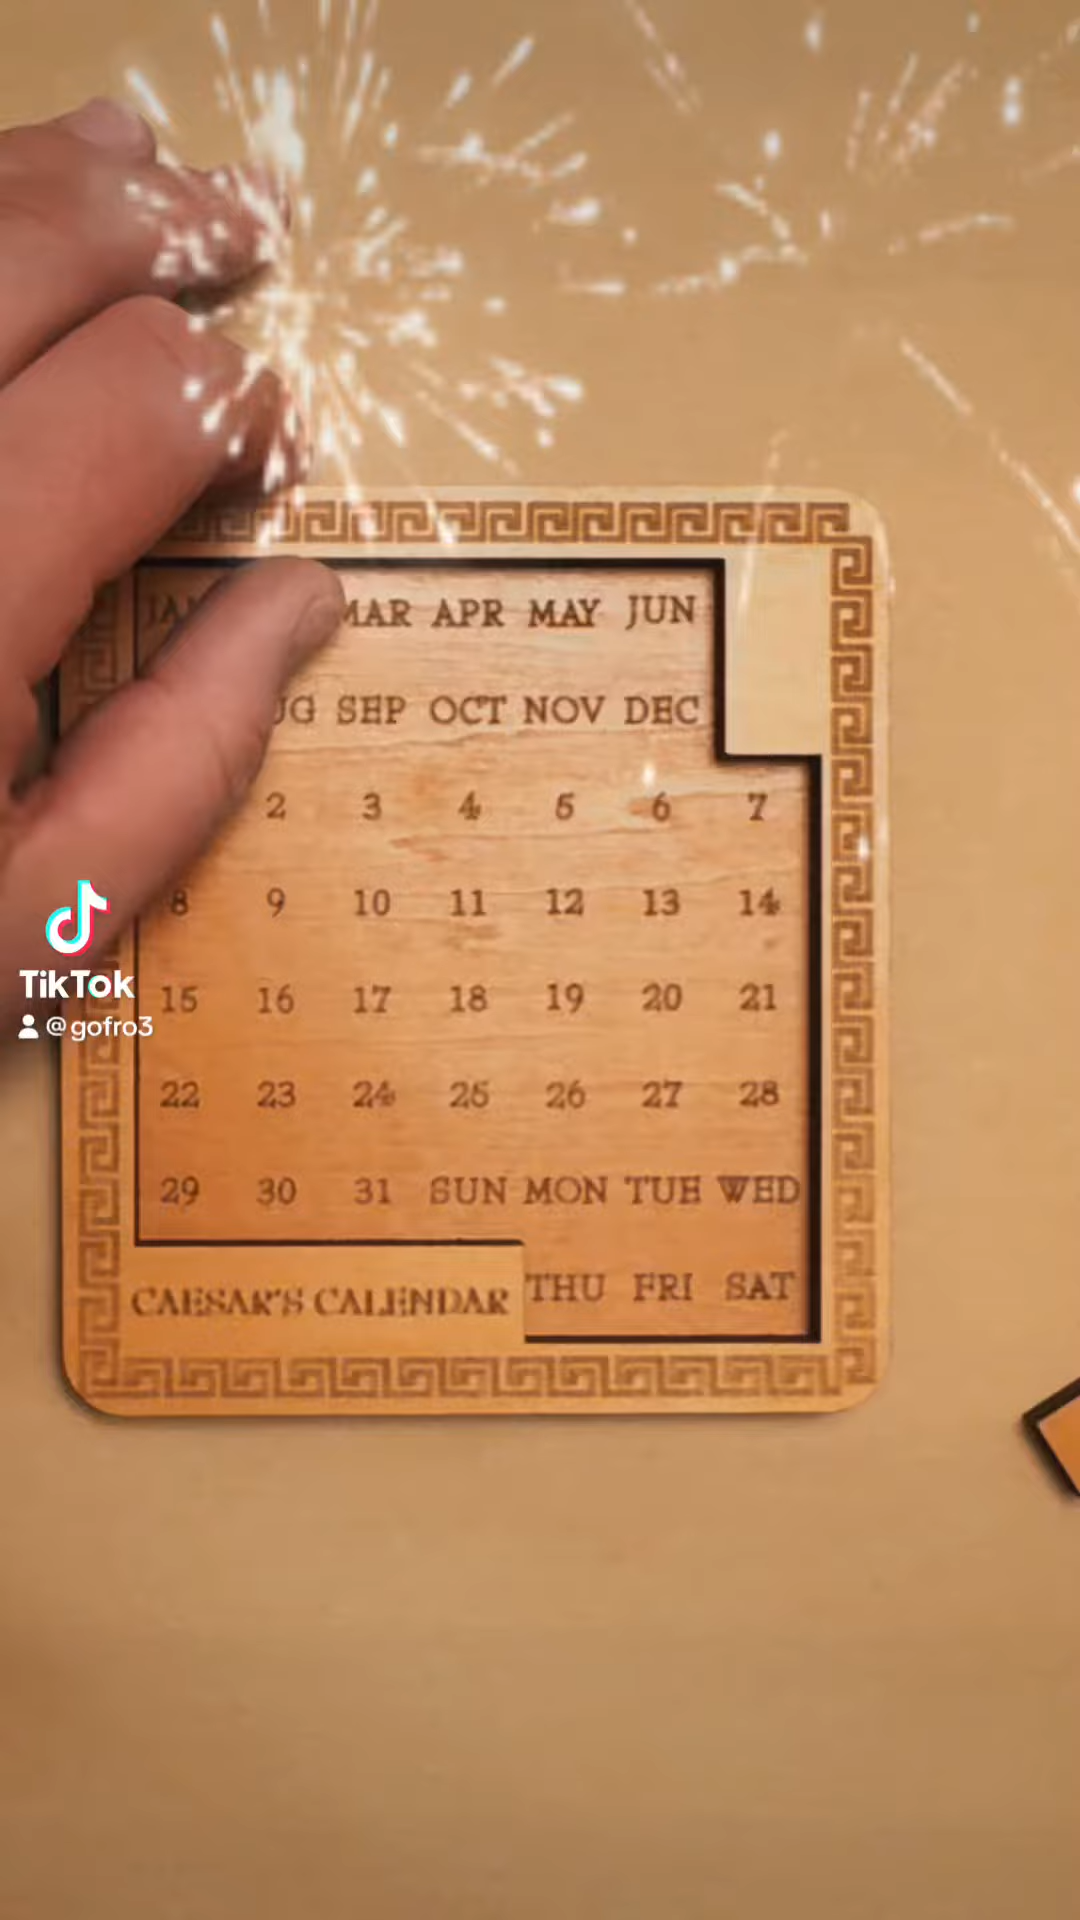 MAR APR MAY JUN
SEP OCT NOV DEC
2 3 4 5 6 7
8 9 10 11 12 13 14
15 16 17 18 19 20 21
22 23 24 25 26 27 28
29 30 31 SUN MON TUE WED
THU FRI SAT
CAESAR'S CALENDAR
TikTok
@gofro3